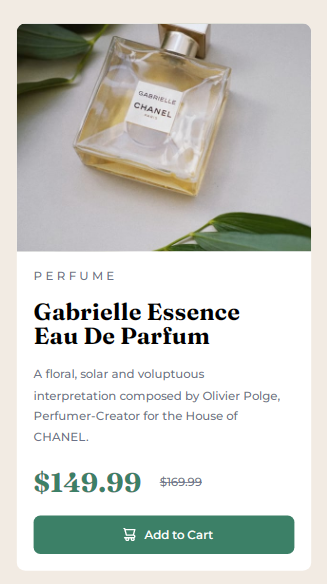 GABRIELLE
CHANEL
PARIS
PERFUME
Gabrielle Essence
Eau De Parfum
A floral, solar and voluptuous
interpretation composed by Olivier Polge,
Perfumer-Creator for the House of
CHANEL.
$149.99 $169.99
Add to Cart